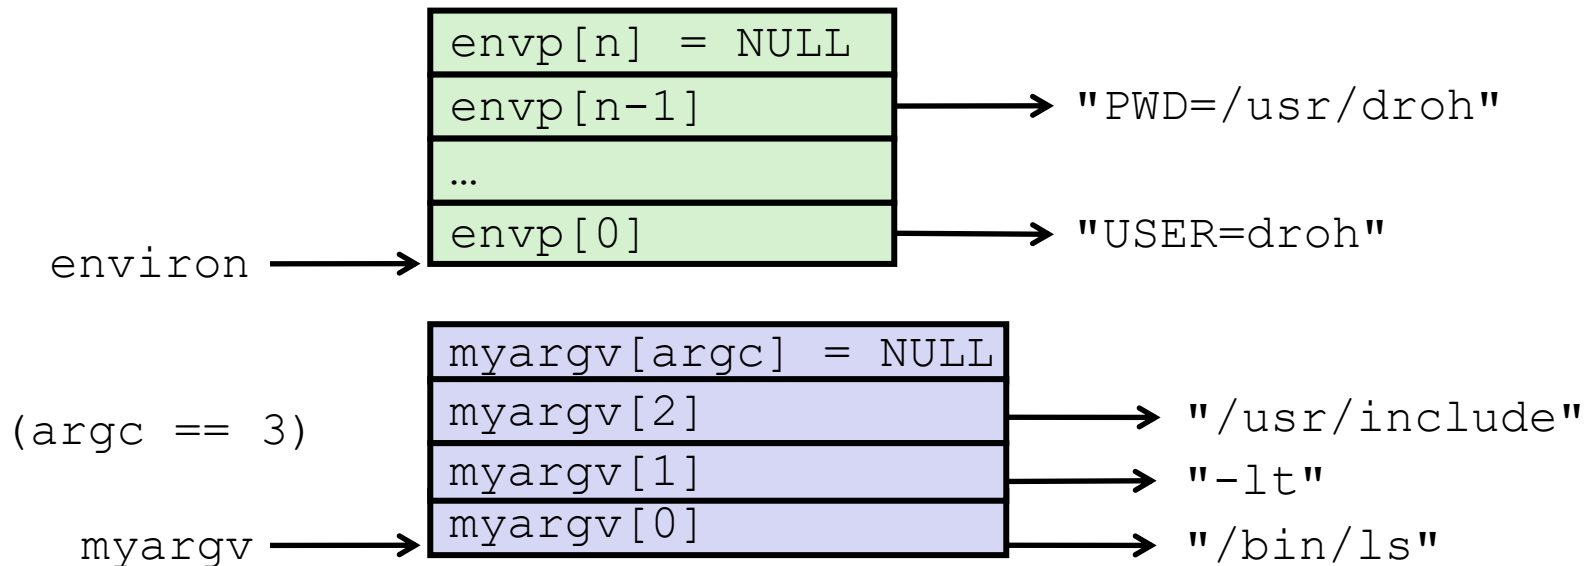 envp[n] = NULL
envp[n-1]
"PWD=/usr/droh"
…
envp[0]
"USER=droh"
environ
myargv[argc] = NULL
myargv[2]
"/usr/include"
(argc == 3)
myargv[1]
"-lt"
myargv[0]
myargv
"/bin/ls"